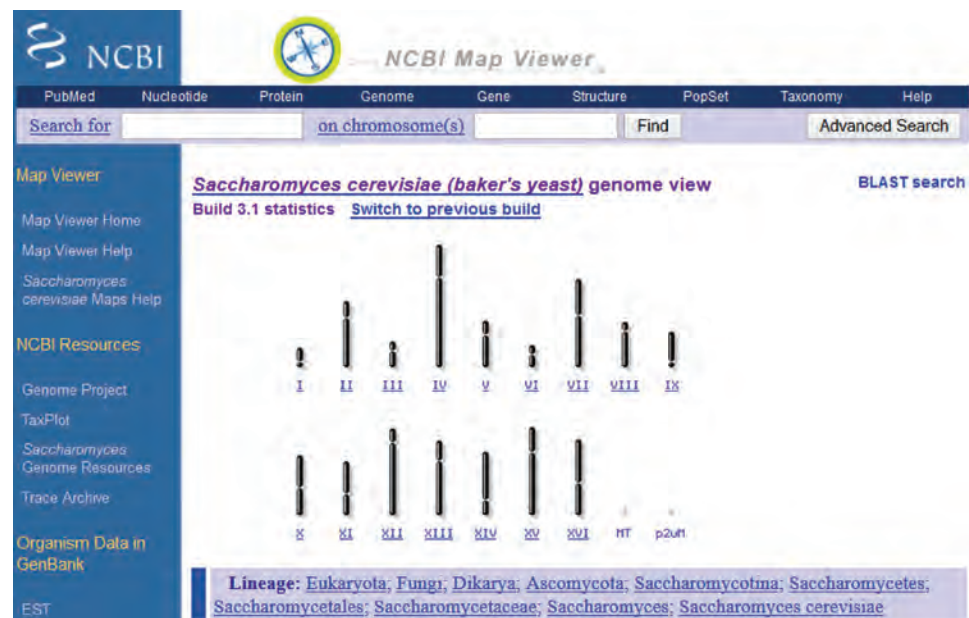 NCBI
NCBI Map Viewer
PubMed Nucleotide Protein Genome Gene Structure PopSet Taxonomy Help
Search for on chromosome(s) Find Advanced Search
Map Viewer
Map Viewer Home
Map Viewer Help
Saccharomyces
cerevisiae Maps Help
NCBI Resources
Genome Project
TaxPlot
Saccharomyces
Genome Resources
Trace Archive
Organism Data in
GenBank
EST
Saccharomyces cerevisiae (baker's yeast) genome view
BLAST search
Build 3.1 statistics Switch to previous build
I II III IV V VI VII VIII IX
X XI XII XIII XIV XV XVI MT p2uM
Lineage: Eukaryota; Fungi; Dikarya; Ascomycota; Saccharomycotina; Saccharomycetes;
Saccharomycetales; Saccharomycetaceae; Saccharomyces; Saccharomyces cerevisiae